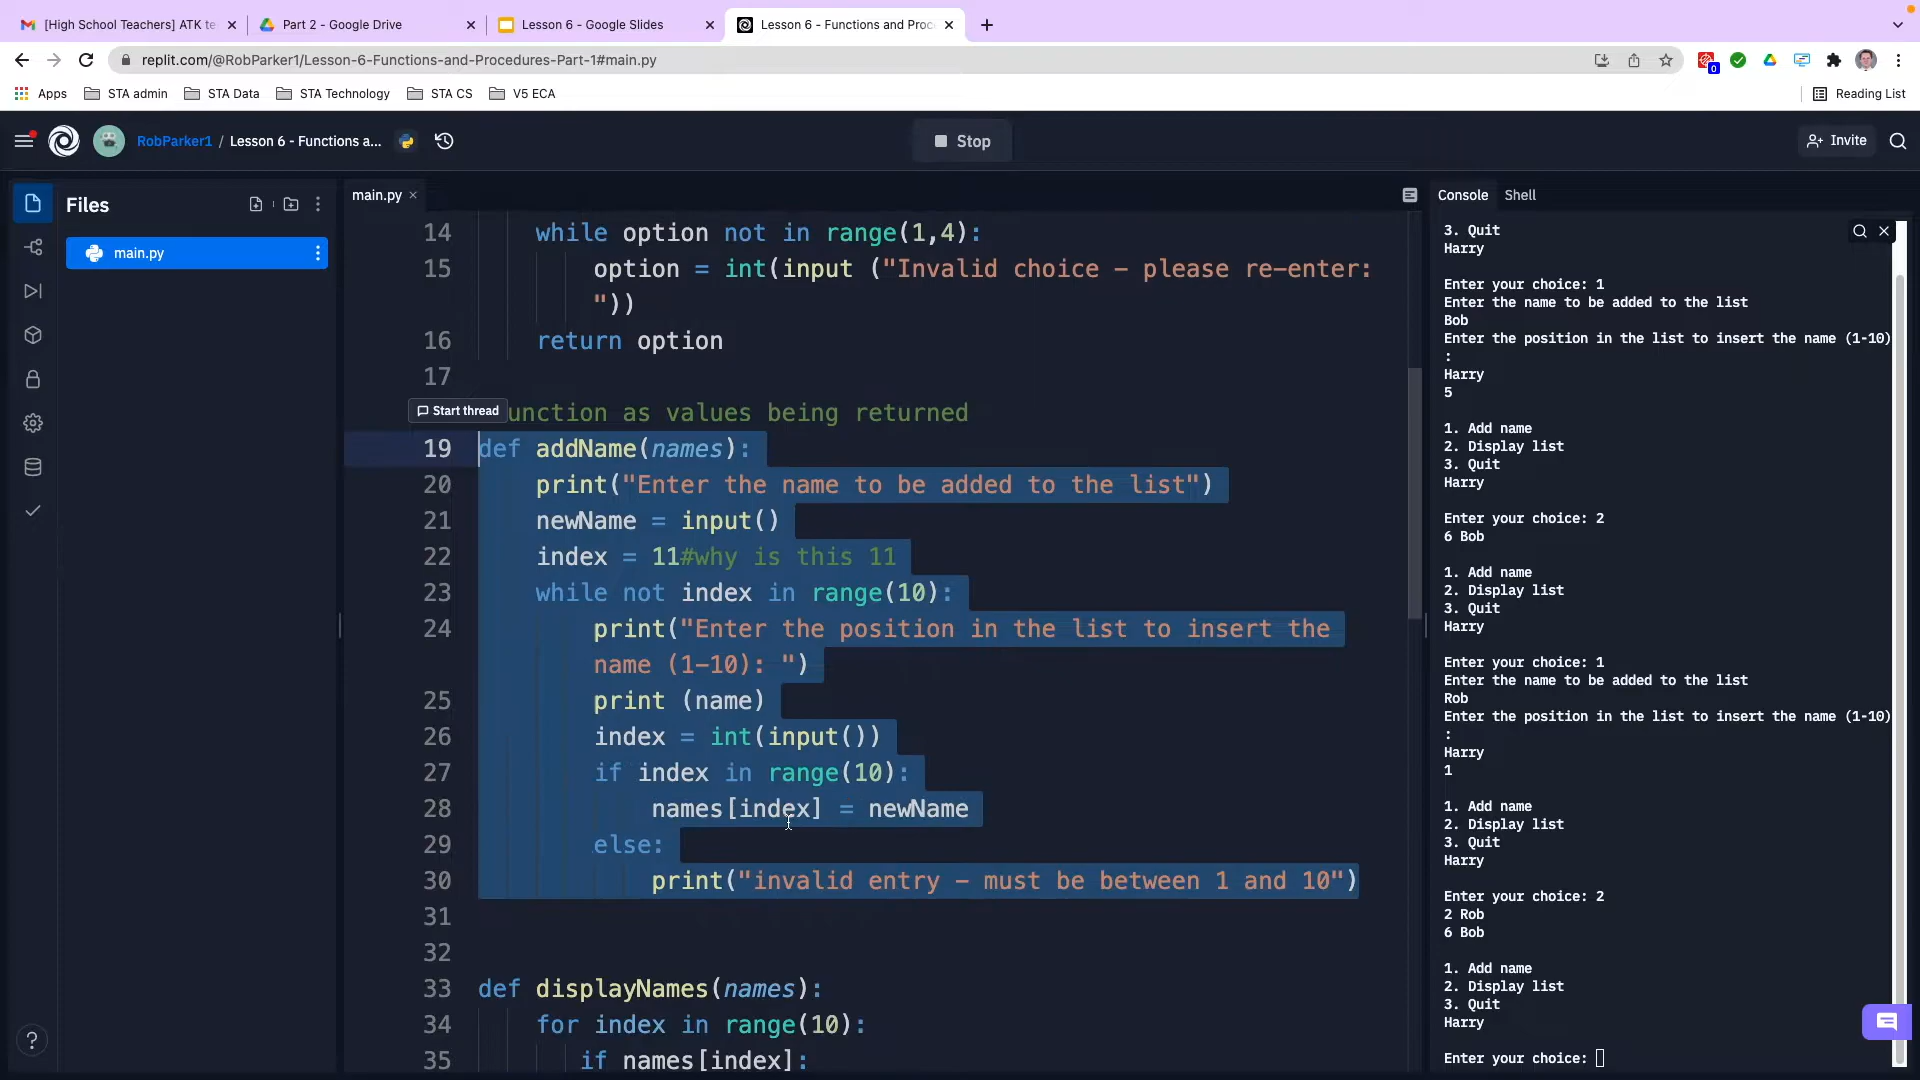 [High School Teachers] ATK te
Part 2 - Google Drive
Lesson 6 - Google Slides
Lesson 6 - Functions and Proc
replit.com/@RobParker1/Lesson-6-Functions-and-Procedures-Part-1#main.py
0
Apps
STA admin
STA Data
STA Technology
STA CS
V5 ECA
Reading List
RobParker1 / Lesson 6 - Functions a...
Stop
Invite
Files
main.py
main.py
14 while option not in range(1,4):
15 option = int(input ("Invalid choice – please re-enter:
"))
16 return option
17
Start thread
unction as values being returned
19 def addName(names):
20 print("Enter the name to be added to the list")
21 newName = input()
22 index = 11#why is this 11
23 while not index in range(10):
24 print("Enter the position in the list to insert the
name (1-10): ")
25 print (name)
26 index = int(input())
27 if index in range(10):
28 names[index] = newName
29 else:
30 print("invalid entry – must be between 1 and 10")
31
32
33 def displayNames(names):
34 for index in range(10):
35 if names[index]:
Console
Shell
3. Quit
Harry
Enter your choice: 1
Enter the name to be added to the list
Bob
Enter the position in the list to insert the name (1-10)
:
Harry
5
1. Add name
2. Display list
3. Quit
Harry
Enter your choice: 2
6 Bob
1. Add name
2. Display list
3. Quit
Harry
Enter your choice: 1
Enter the name to be added to the list
Rob
Enter the position in the list to insert the name (1-10)
:
Harry
1
1. Add name
2. Display list
3. Quit
Harry
Enter your choice: 2
2 Rob
6 Bob
1. Add name
2. Display list
3. Quit
Harry
Enter your choice: